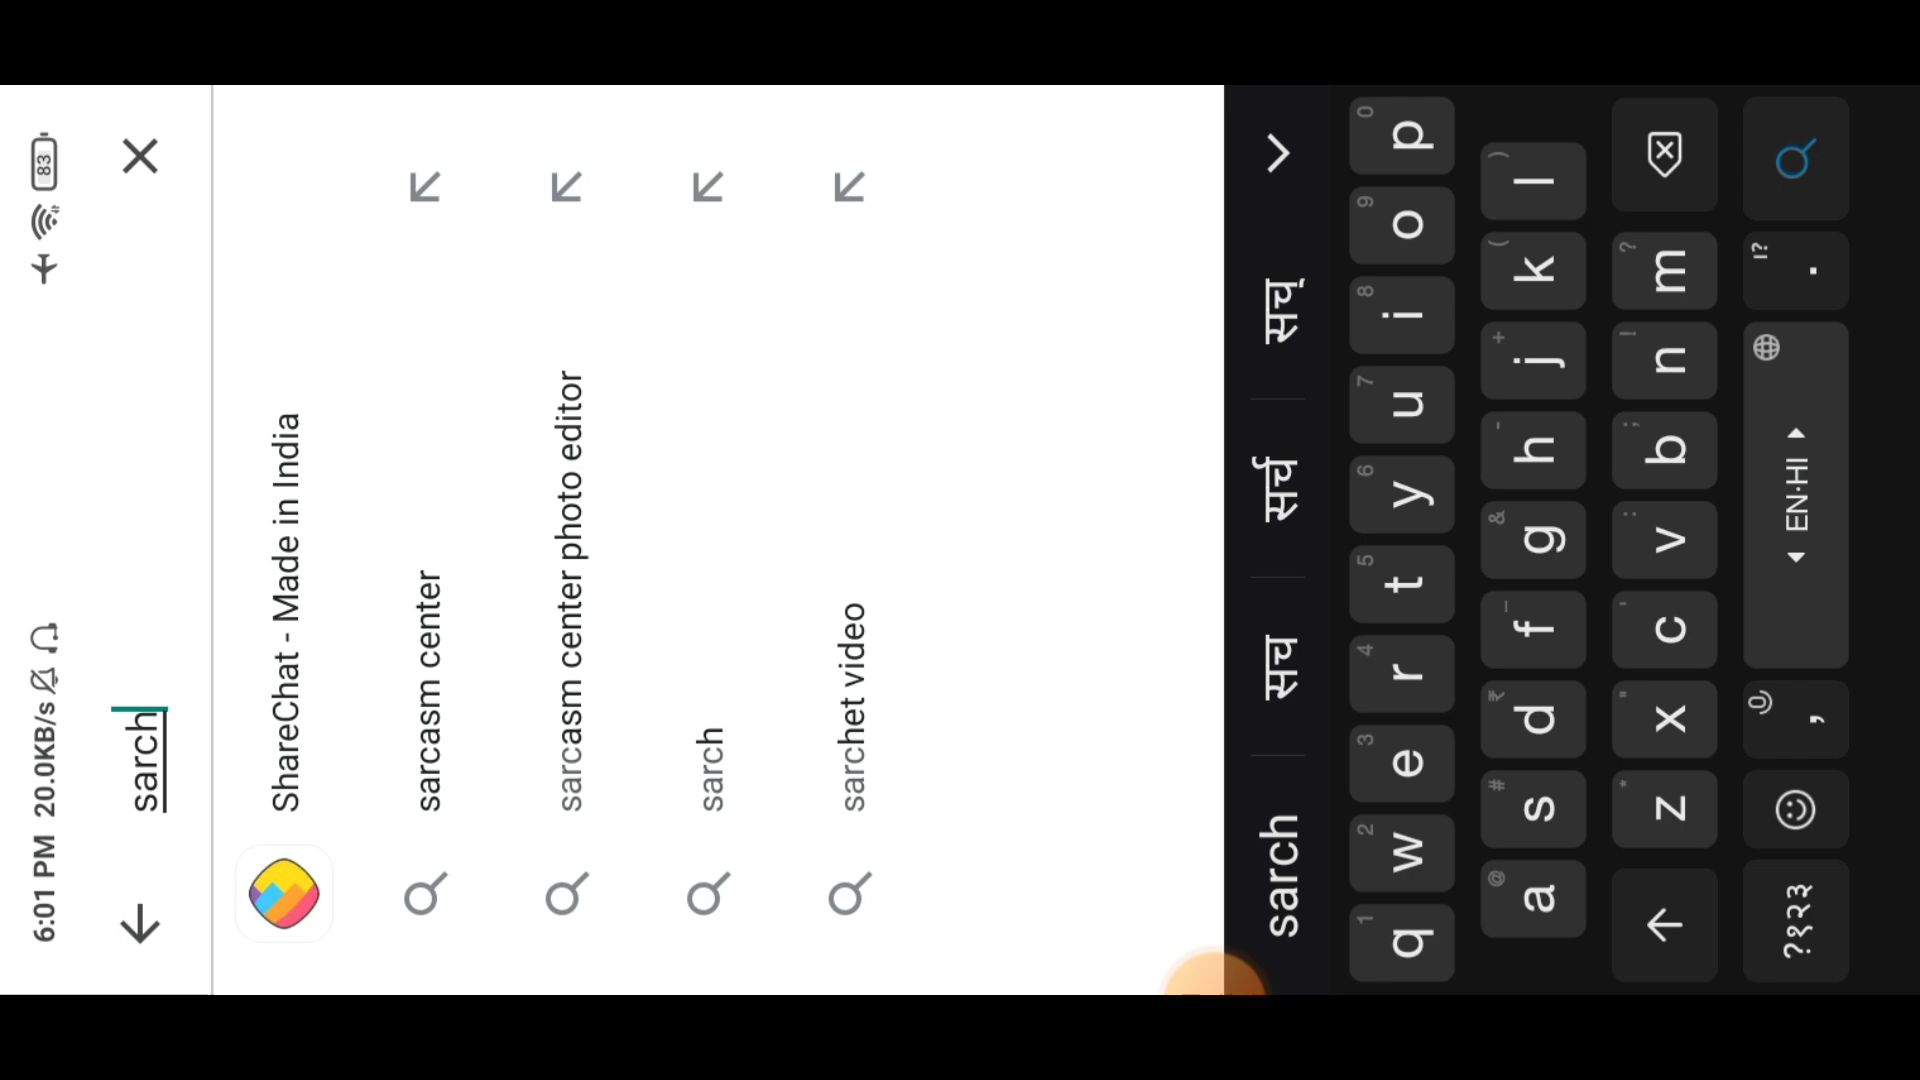 6:01 PM 20.0KB/s 83
sarch
ShareChat - Made in India
sarcasm center
sarcasm center photo editor
sarch
sarchet video
sarch सच सर्च सच्
q 1 w 2 e 3 r 4 t 5 y 6 u 7 i 8 o 9 p 0
a @ s # d ₹ f _ g & h - j + k ( l )
z * x " c ' v : b ; n ! m ?
?१२३ , EN·HI . !?